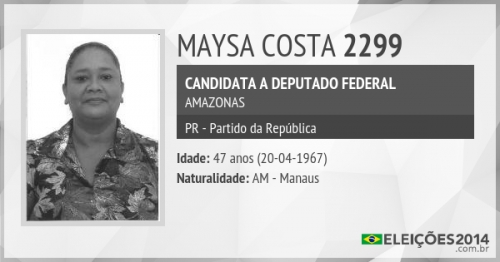 MAYSA COSTA 2299
CANDIDATA A DEPUTADO FEDERAL
AMAZONAS
PR - Partido da República
Idade: 47 anos (20-04-1967)
Naturalidade: AM - Manaus
ELEIÇÕES2014
.com.br